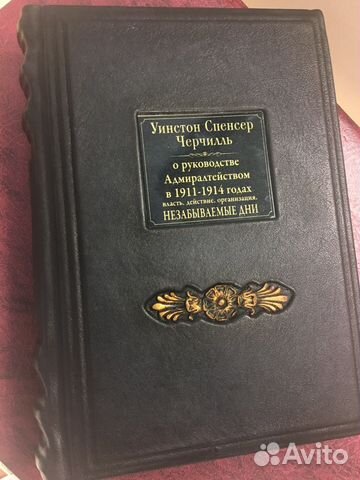 Уинстон Спенсер
Черчилль
о руководстве
Адмиралтейством
в 1911-1914 годах
власть. действие. организация.
НЕЗАБЫВАЕМЫЕ ДНИ
Avito